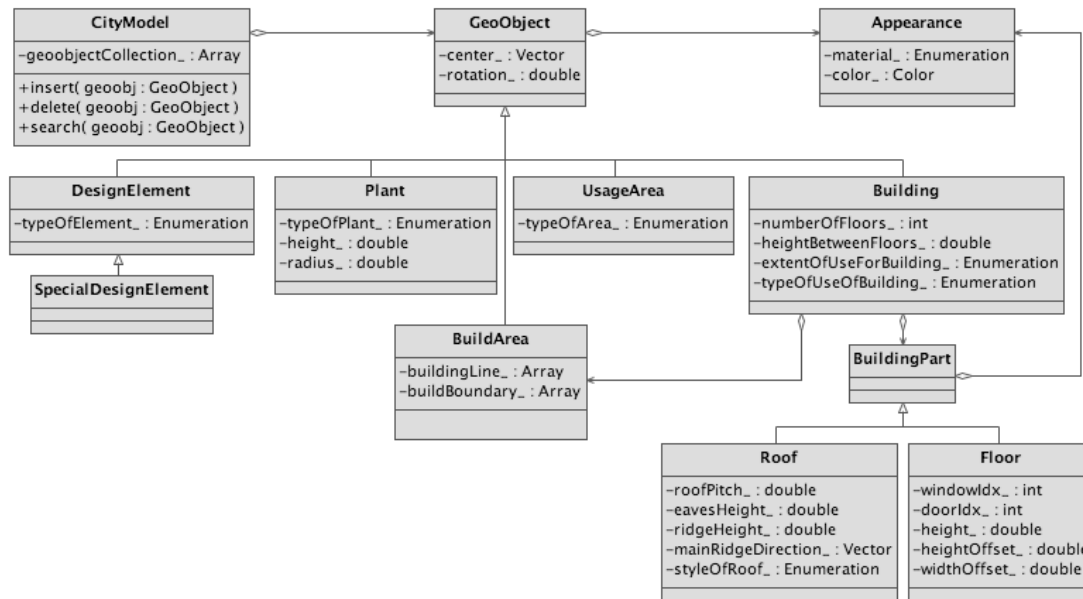 CityModel
-geoobjectCollection_ : Array
+insert( geoobj : GeoObject )
+delete( geoobj : GeoObject )
+search( geoobj : GeoObject )
GeoObject
-center_ : Vector
-rotation_ : double
Appearance
-material_ : Enumeration
-color_ : Color
DesignElement
-typeOfElement_ : Enumeration
Plant
-typeOfPlant_ : Enumeration
-height_ : double
-radius_ : double
UsageArea
-typeOfArea_ : Enumeration
Building
-numberOfFloors_ : int
-heightBetweenFloors_ : double
-extentOfUseForBuilding_ : Enumeration
-typeOfUseOfBuilding_ : Enumeration
SpecialDesignElement
BuildArea
-buildingLine_ : Array
-buildBoundary_ : Array
BuildingPart
Roof
-roofPitch_ : double
-eavesHeight_ : double
-ridgeHeight_ : double
-mainRidgeDirection_ : Vector
-styleOfRoof_ : Enumeration
Floor
-windowIdx_ : int
-doorIdx_ : int
-height_ : double
-heightOffset_ : double
-widthOffset_ : double